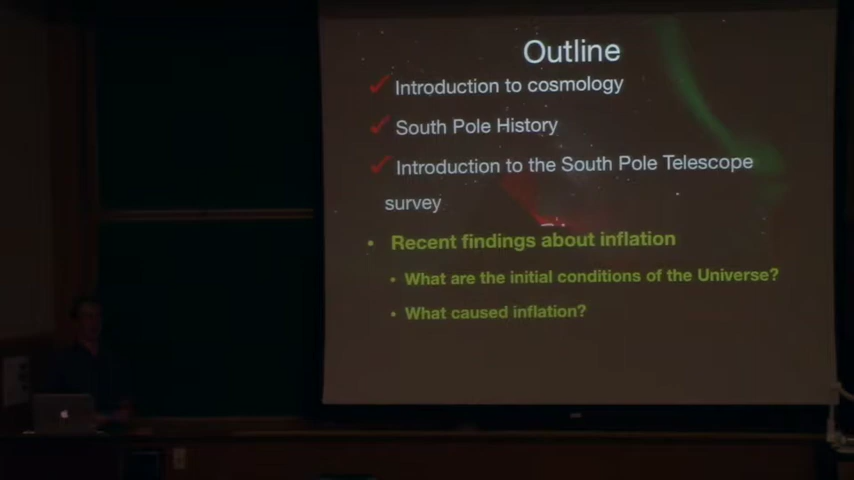 Outline
✓ Introduction to cosmology
✓ South Pole History
✓ Introduction to the South Pole Telescope
survey
• Recent findings about inflation
• What are the initial conditions of the Universe?
• What caused inflation?